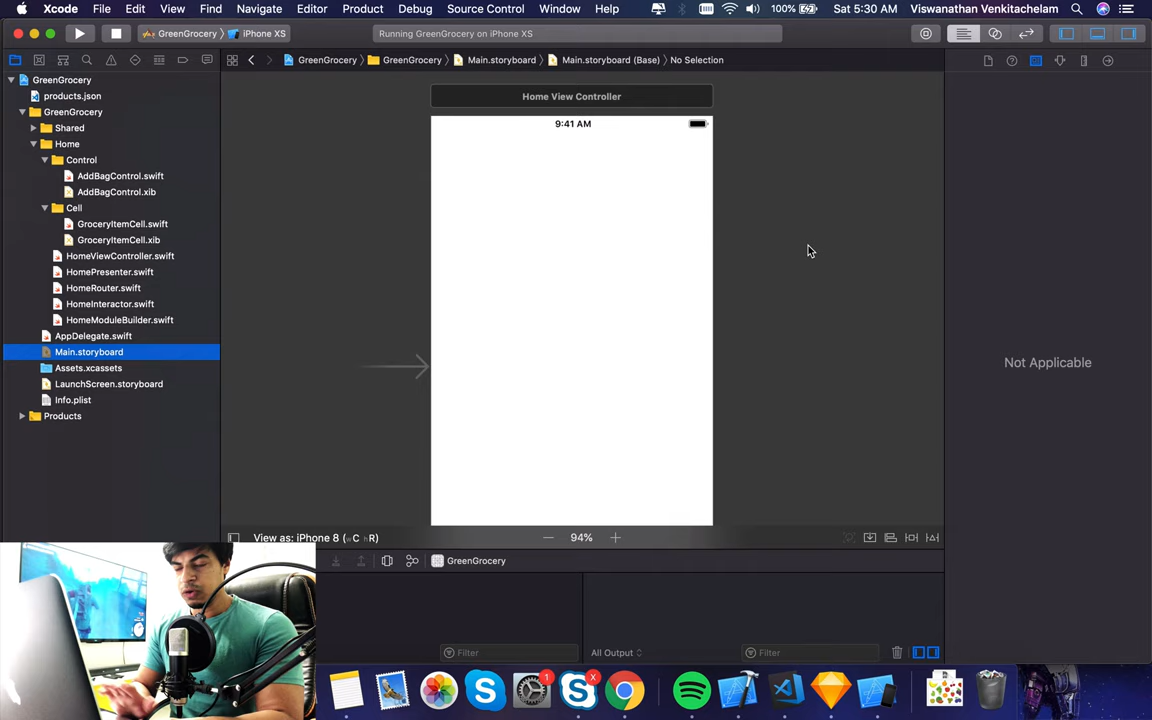 Xcode File Edit View Find Navigate Editor Product Debug Source Control Window Help 100% Sat 5:30 AM Viswanathan Venkitachelam
GreenGrocery iPhone XS Running GreenGrocery on iPhone XS
GreenGrocery GreenGrocery Main.storyboard Main.storyboard (Base) No Selection
GreenGrocery
products.json
GreenGrocery
Shared
Home
Control
AddBagControl.swift
AddBagControl.xib
Cell
GroceryItemCell.swift
GroceryItemCell.xib
HomeViewController.swift
HomePresenter.swift
HomeRouter.swift
HomeInteractor.swift
HomeModuleBuilder.swift
AppDelegate.swift
Main.storyboard
Assets.xcassets
LaunchScreen.storyboard
Info.plist
Products
Home View Controller
9:41 AM
Not Applicable
View as: iPhone 8 (wC hR) 94%
GreenGrocery
Filter All Output Filter
1 X